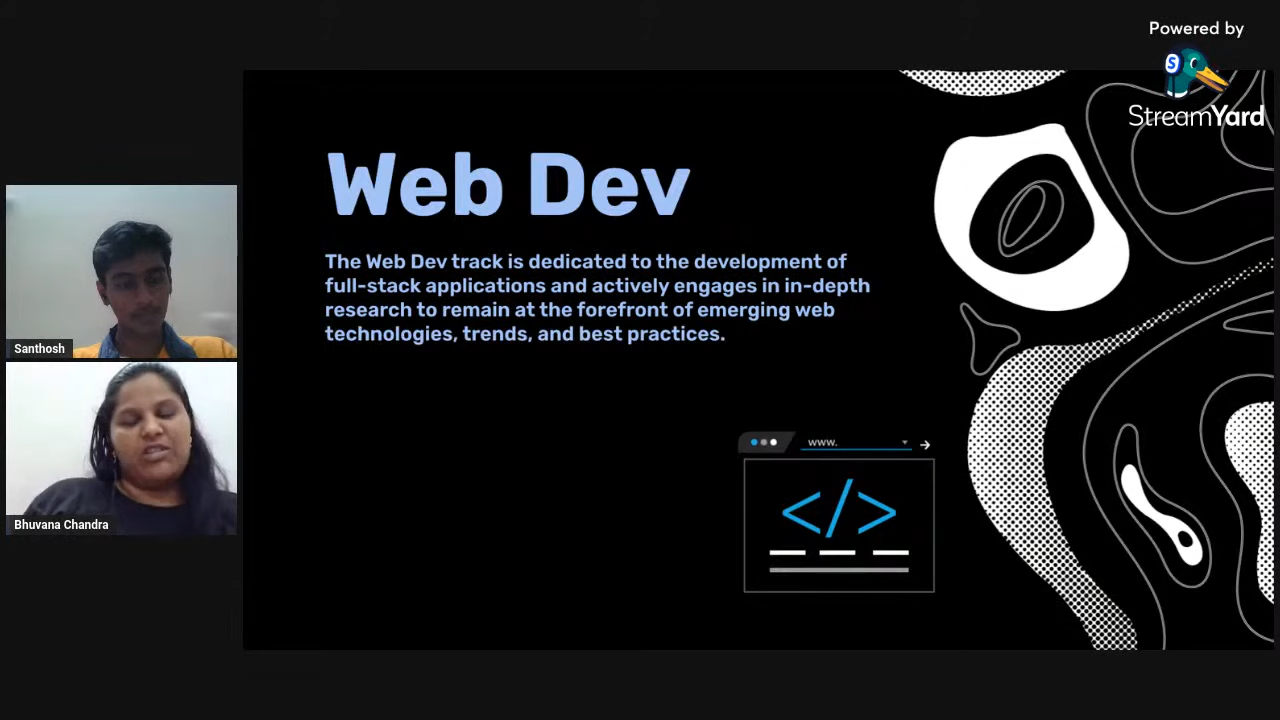 Powered by
StreamYard
Web Dev
The Web Dev track is dedicated to the development of
full-stack applications and actively engages in in-depth
research to remain at the forefront of emerging web
technologies, trends, and best practices.
Santhosh
Bhuvana Chandra
www.
</>
S